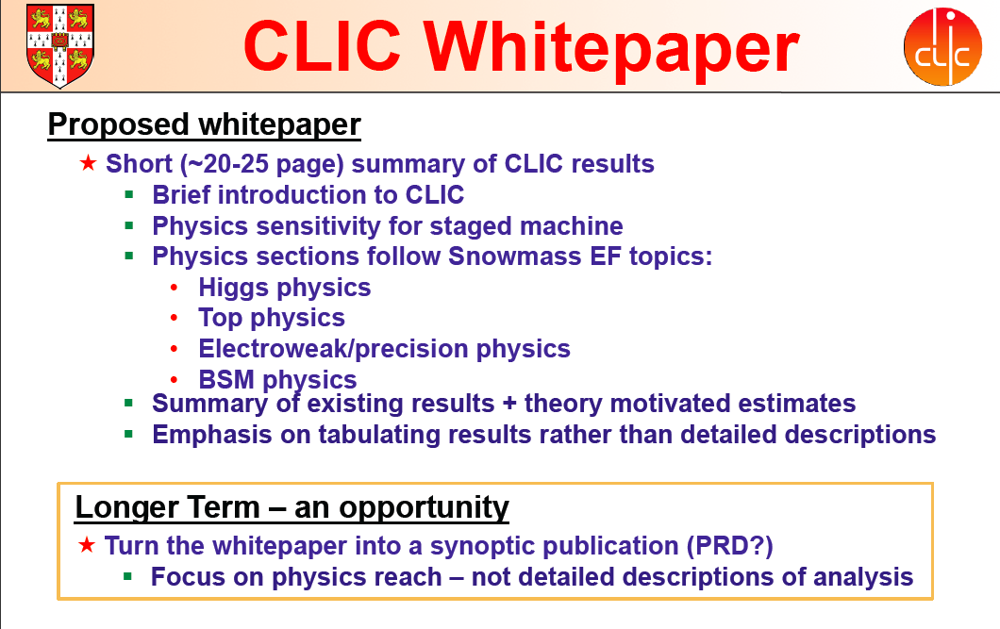 CLIC Whitepaper
clic
Proposed whitepaper
★ Short (~20-25 page) summary of CLIC results
▪ Brief introduction to CLIC
▪ Physics sensitivity for staged machine
▪ Physics sections follow Snowmass EF topics:
• Higgs physics
• Top physics
• Electroweak/precision physics
• BSM physics
▪ Summary of existing results + theory motivated estimates
▪ Emphasis on tabulating results rather than detailed descriptions
Longer Term – an opportunity
★ Turn the whitepaper into a synoptic publication (PRD?)
▪ Focus on physics reach – not detailed descriptions of analysis